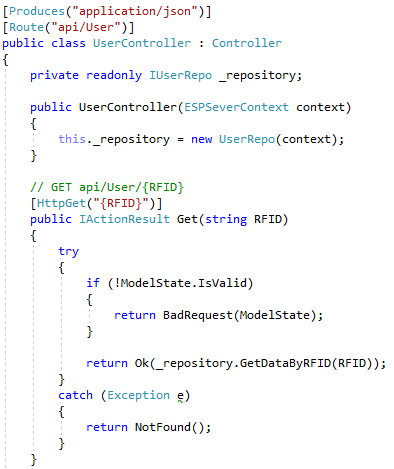 [Produces("application/json")]
[Route("api/User")]
public class UserController : Controller
{
    private readonly IUserRepo _repository;

    public UserController(ESPSeverContext context)
    {
        this._repository = new UserRepo(context);
    }

    // GET api/User/{RFID}
    [HttpGet("{RFID}")]
    public IActionResult Get(string RFID)
    {
        try
        {
            if (!ModelState.IsValid)
            {
                return BadRequest(ModelState);
            }

            return Ok(_repository.GetDataByRFID(RFID));
        }
        catch (Exception e)
        {
            return NotFound();
        }
    }